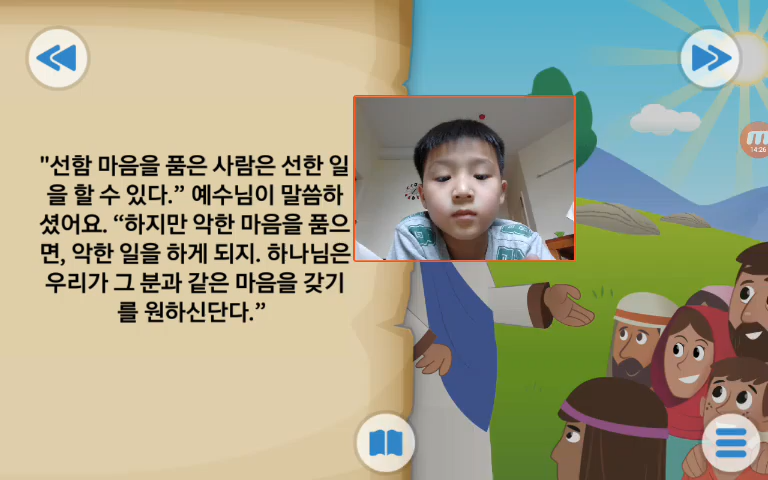 "선함 마음을 품은 사람은 선한 일
을 할 수 있다.” 예수님이 말씀하
셨어요. “하지만 악한 마음을 품으
면, 악한 일을 하게 되지. 하나님은
우리가 그 분과 같은 마음을 갖기
를 원하신단다.”
14:26